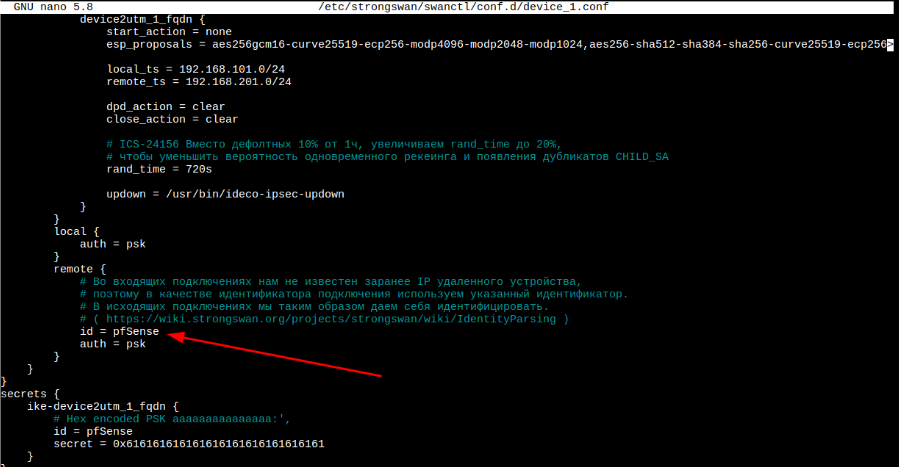 GNU nano 5.8 /etc/strongswan/swanctl/conf.d/device_1.conf
device2utm_1_fqdn {
start_action = none
esp_proposals = aes256gcm16-curve25519-ecp256-modp4096-modp2048-modp1024,aes256-sha512-sha384-sha256-curve25519-ecp256>
local_ts = 192.168.101.0/24
remote_ts = 192.168.201.0/24
dpd_action = clear
close_action = clear
# ICS-24156 Вместо дефолтных 10% от 1ч, увеличиваем rand_time до 20%,
# чтобы уменьшить вероятность одновременного рекеинга и появления дубликатов CHILD_SA
rand_time = 720s
updown = /usr/bin/ideco-ipsec-updown
}
}
local {
auth = psk
}
remote {
# Во входящих подключениях нам не известен заранее IP удаленного устройства,
# поэтому в качестве идентификатора подключения используем указанный идентификатор.
# В исходящих подключениях мы таким образом даем себя идентифицировать.
# ( https://wiki.strongswan.org/projects/strongswan/wiki/IdentityParsing )
id = pfSense
auth = psk
}
}
}
secrets {
ike-device2utm_1_fqdn {
# Hex encoded PSK aaaaaaaaaaaaaaa:',
id = pfSense
secret = 0x616161616161616161616161616161
}
}